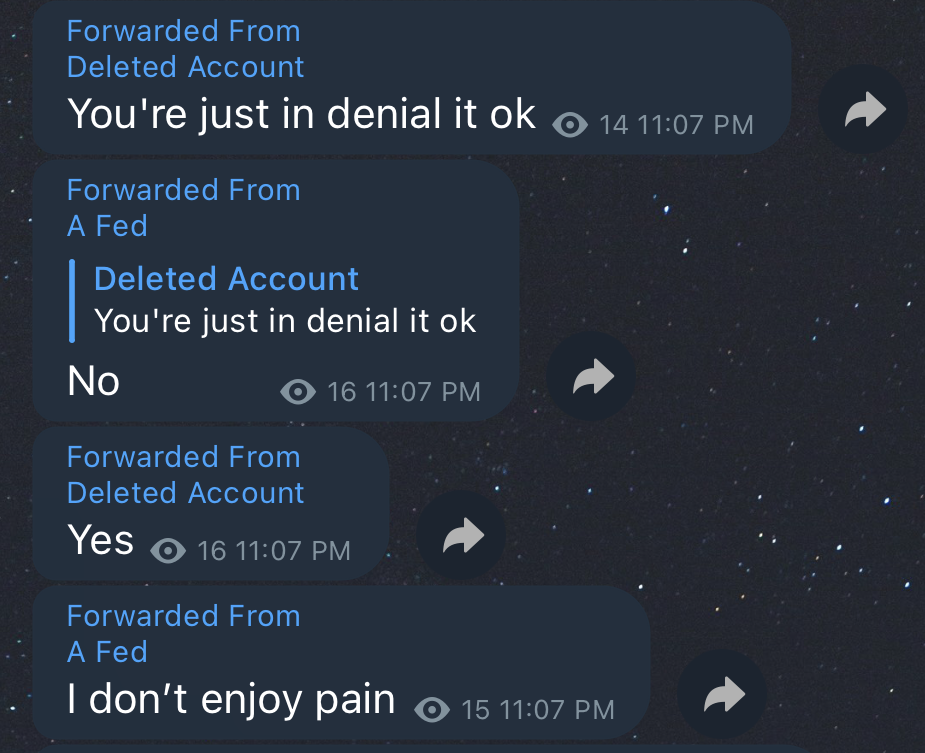 Forwarded From
Deleted Account
You're just in denial it ok 14 11:07 PM
Forwarded From
A Fed
Deleted Account
You're just in denial it ok
No 16 11:07 PM
Forwarded From
Deleted Account
Yes 16 11:07 PM
Forwarded From
A Fed
I don’t enjoy pain 15 11:07 PM